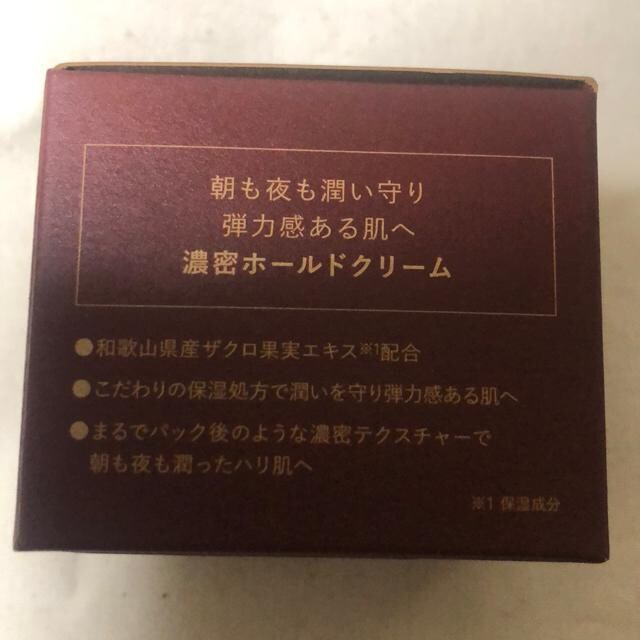 朝も夜も潤い守り
弾力感ある肌へ
濃密ホールドクリーム
●和歌山県産ザクロ果実エキス※1配合
●こだわりの保湿処方で潤いを守り弾力感ある肌へ
●まるでパック後のような濃密テクスチャーで
朝も夜も潤ったハリ肌へ
※1 保湿成分